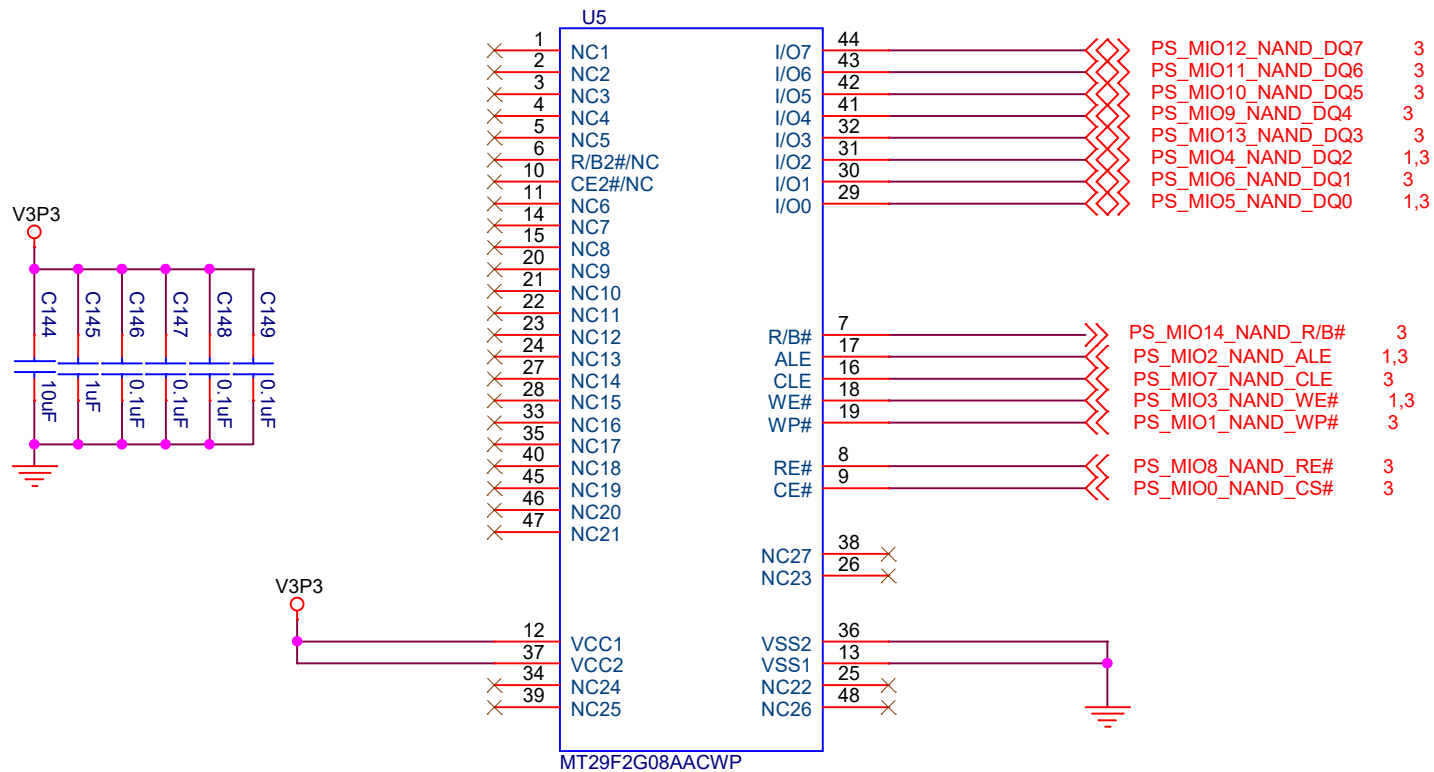 U5
1 NC1
2 NC2
3 NC3
4 NC4
5 NC5
6 R/B2#/NC
10 CE2#/NC
11 NC6
14 NC7
15 NC8
20 NC9
21 NC10
22 NC11
23 NC12
24 NC13
27 NC14
28 NC15
33 NC16
35 NC17
40 NC18
45 NC19
46 NC20
47 NC21
12 VCC1
37 VCC2
34 NC24
39 NC25
I/O7 44 PS_MIO12_NAND_DQ7 3
I/O6 43 PS_MIO11_NAND_DQ6 3
I/O5 42 PS_MIO10_NAND_DQ5 3
I/O4 41 PS_MIO9_NAND_DQ4 3
I/O3 32 PS_MIO13_NAND_DQ3 3
I/O2 31 PS_MIO4_NAND_DQ2 1,3
I/O1 30 PS_MIO6_NAND_DQ1 3
I/O0 29 PS_MIO5_NAND_DQ0 1,3
R/B# 7 PS_MIO14_NAND_R/B# 3
ALE 17 PS_MIO2_NAND_ALE 1,3
CLE 16 PS_MIO7_NAND_CLE 3
WE# 18 PS_MIO3_NAND_WE# 1,3
WP# 19 PS_MIO1_NAND_WP# 3
RE# 8 PS_MIO8_NAND_RE# 3
CE# 9 PS_MIO0_NAND_CS# 3
NC27 38
NC23 26
VSS2 36
VSS1 13
NC22 25
NC26 48
MT29F2G08AACWP
V3P3
C144 10uF
C145 1uF
C146 0.1uF
C147 0.1uF
C148 0.1uF
C149 0.1uF
V3P3